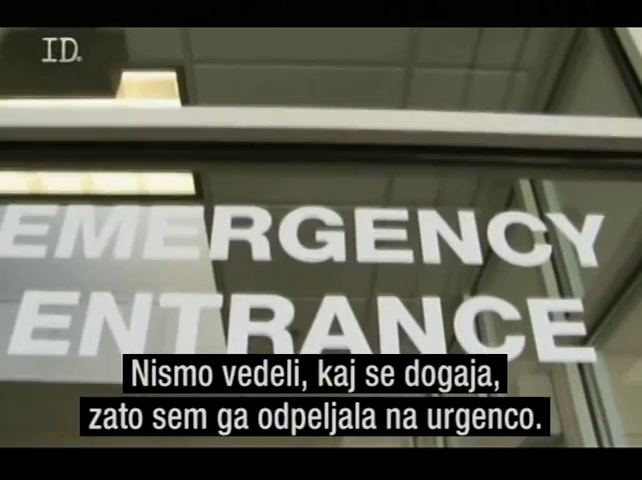 ID.
EMERGENCY
ENTRANCE
Nismo vedeli, kaj se dogaja,
zato sem ga odpeljala na urgenco.